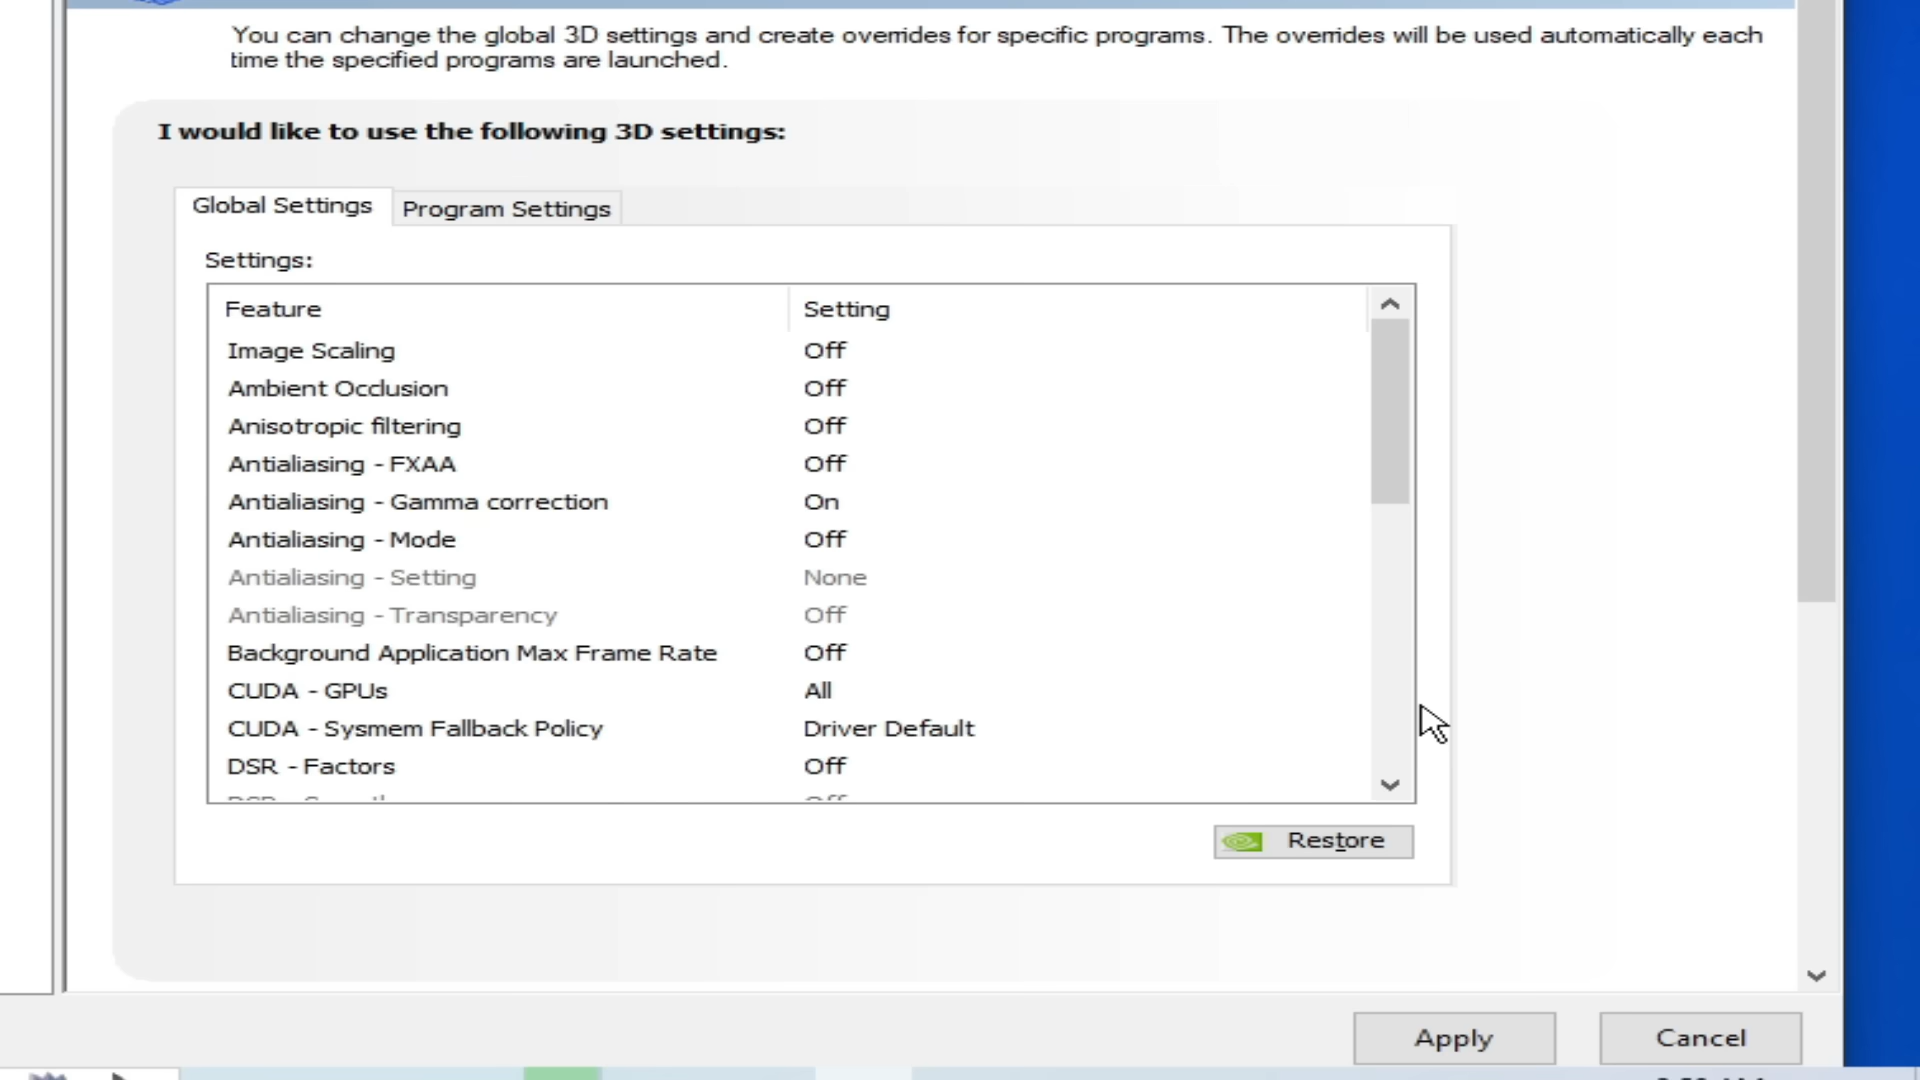 You can change the global 3D settings and create overrides for specific programs. The overrides will be used automatically each
time the specified programs are launched.
I would like to use the following 3D settings:
Global Settings
Program Settings
Settings:
Feature Setting
Image Scaling Off
Ambient Occlusion Off
Anisotropic filtering Off
Antialiasing - FXAA Off
Antialiasing - Gamma correction On
Antialiasing - Mode Off
Antialiasing - Setting None
Antialiasing - Transparency Off
Background Application Max Frame Rate Off
CUDA - GPUs All
CUDA - Sysmem Fallback Policy Driver Default
DSR - Factors Off
Restore
Apply
Cancel